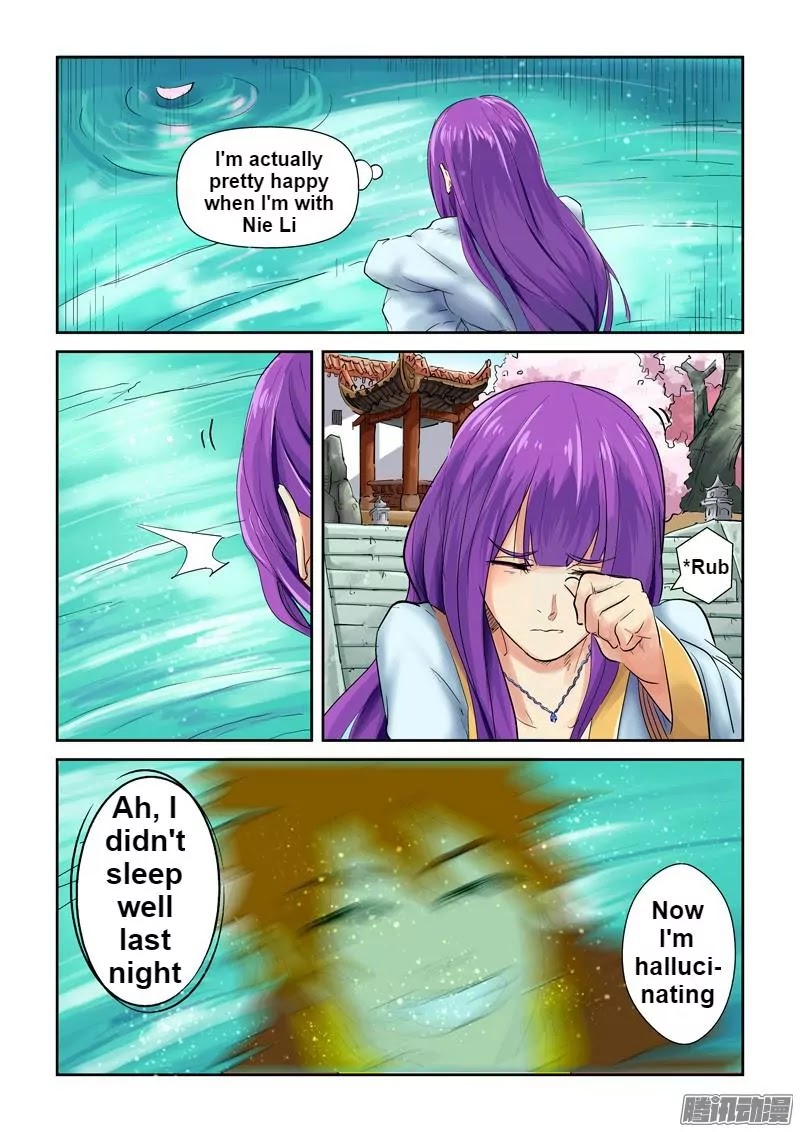 I'm actually
pretty happy
when I'm with
Nie Li
*Rub
Ah, I
didn't
sleep
well
last
night
Now
I'm
halluci-
nating
腾讯动漫